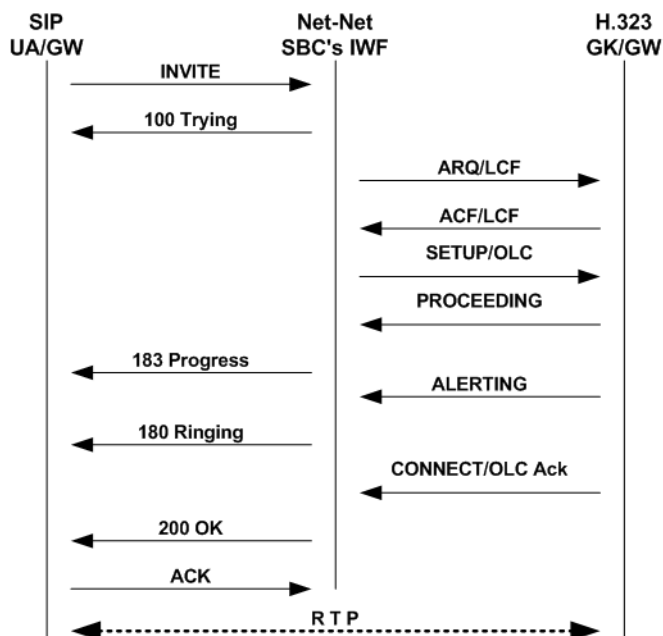 SIP
UA/GW
Net-Net
SBC's IWF
H.323
GK/GW
INVITE
100 Trying
ARQ/LCF
ACF/LCF
SETUP/OLC
PROCEEDING
183 Progress
ALERTING
180 Ringing
CONNECT/OLC Ack
200 OK
ACK
R T P